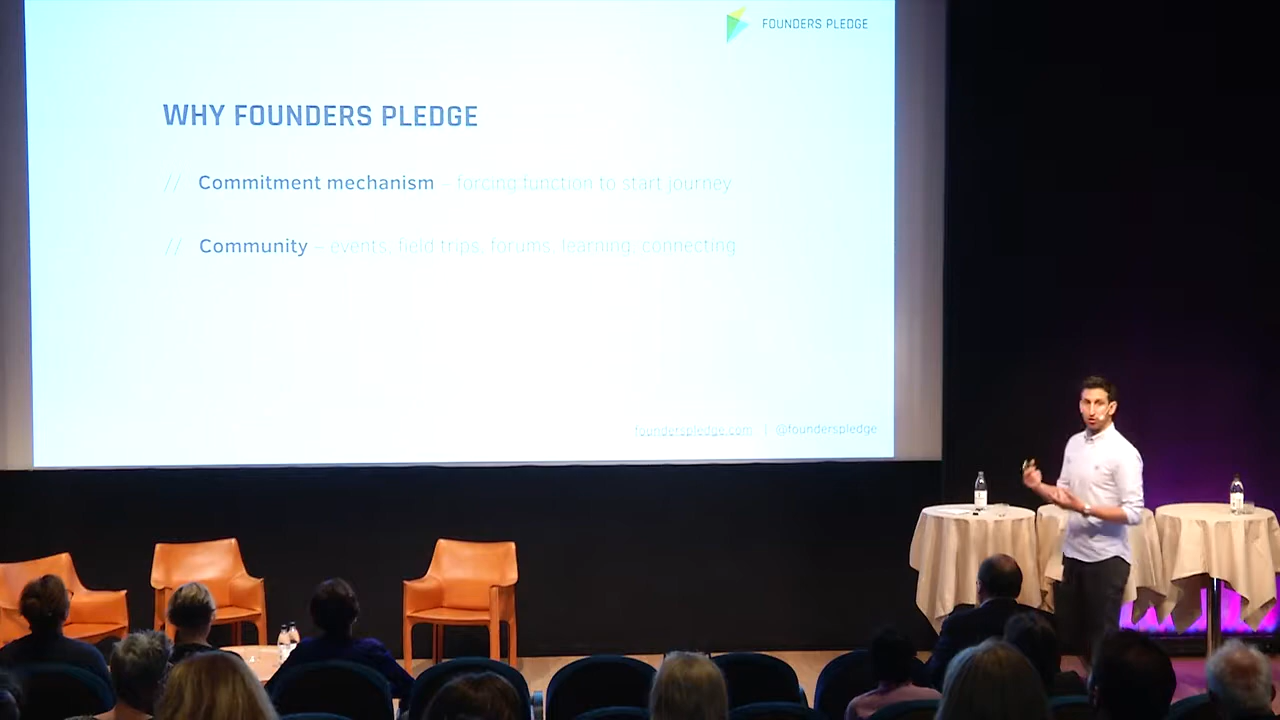 FOUNDERS PLEDGE
WHY FOUNDERS PLEDGE
// Commitment mechanism – forcing function to start journey
// Community – events, field trips, forums, learning, connecting
founderspledge.com | @founderspledge